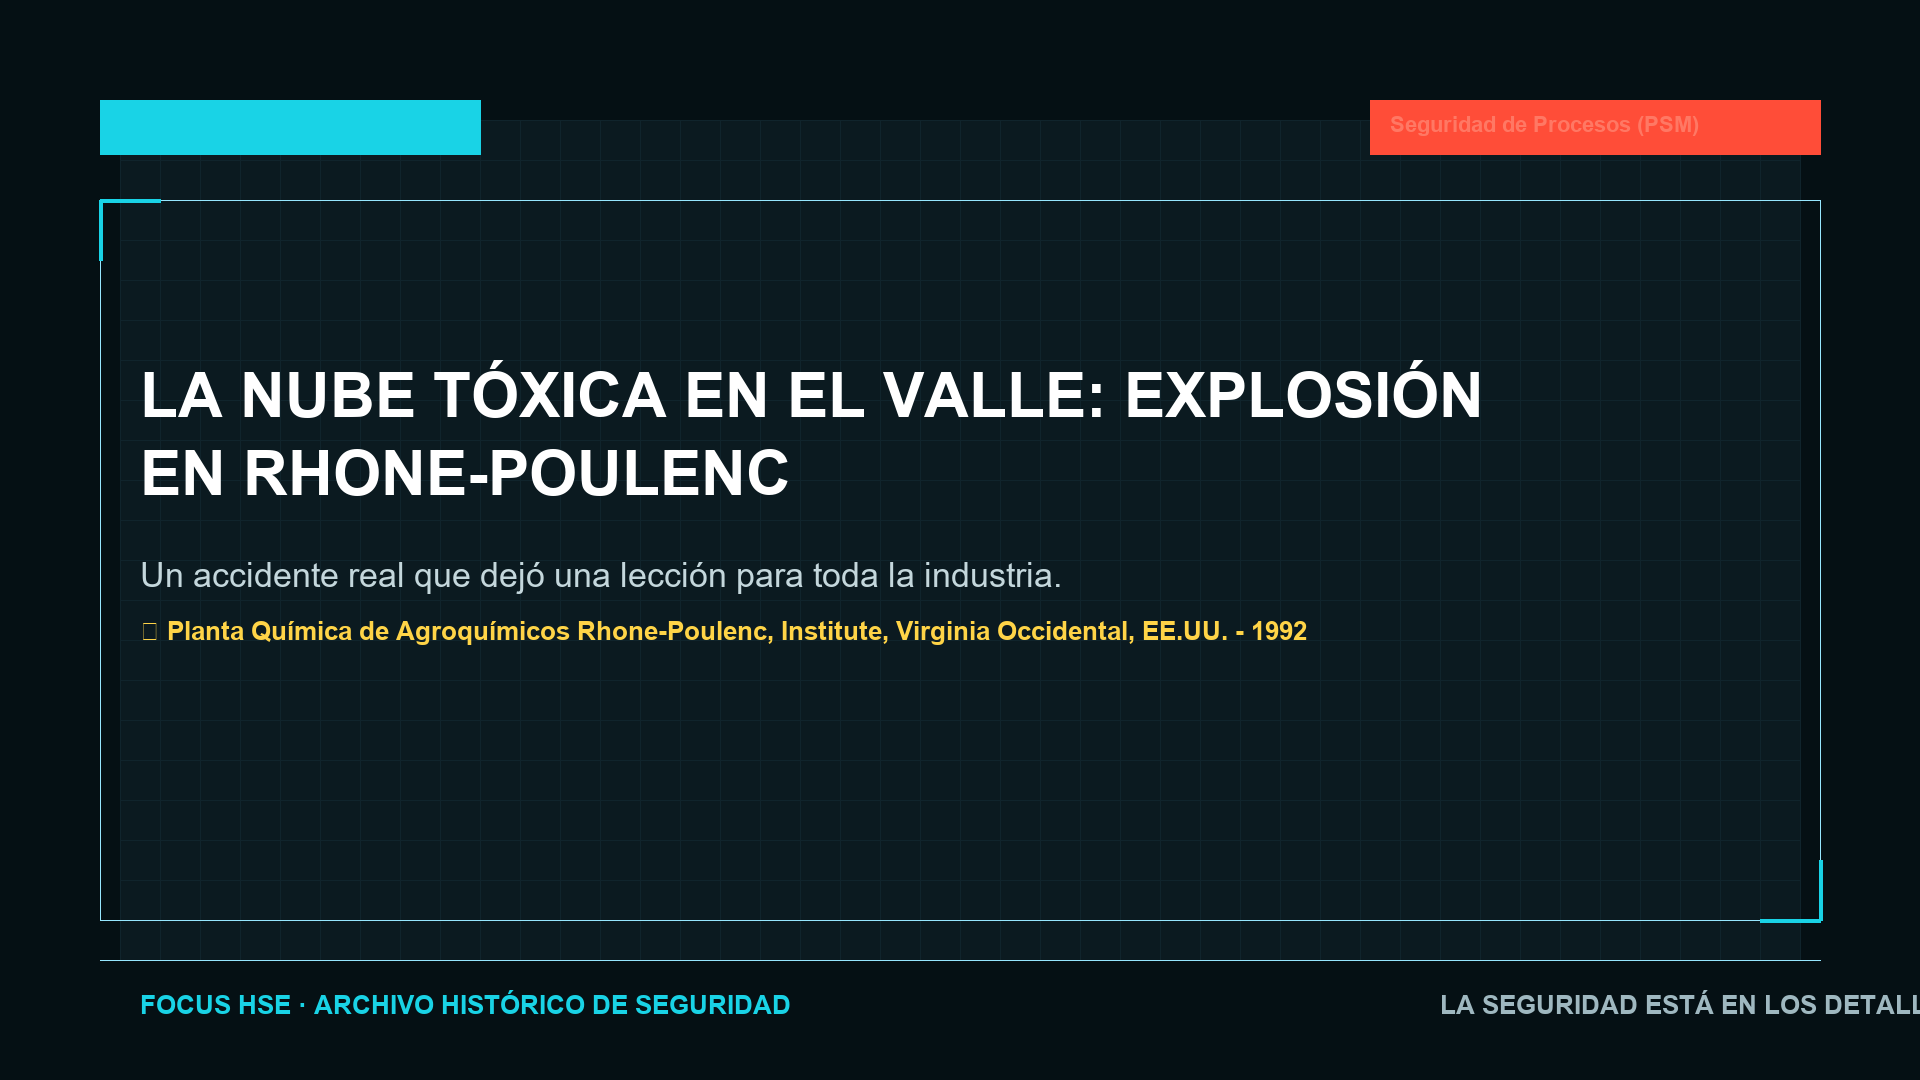 Seguridad de Procesos (PSM)
LA NUBE TÓXICA EN EL VALLE: EXPLOSIÓN
EN RHONE-POULENC
Un accidente real que dejó una lección para toda la industria.
Planta Química de Agroquímicos Rhone-Poulenc, Institute, Virginia Occidental, EE.UU. - 1992
FOCUS HSE · ARCHIVO HISTÓRICO DE SEGURIDAD
LA SEGURIDAD ESTÁ EN LOS DETALL